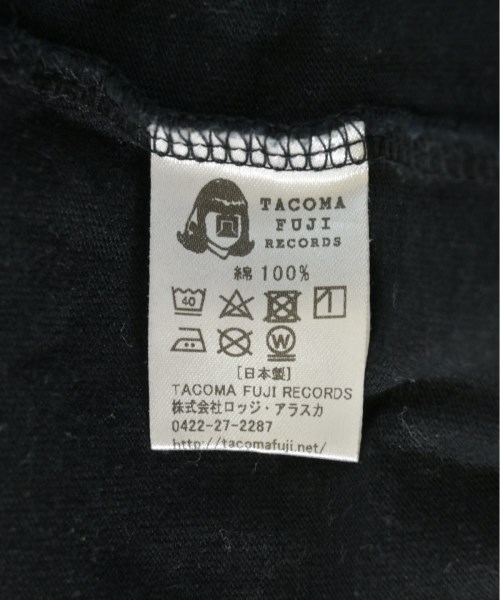 TACOMA
FUJI
RECORDS
綿 100%
40
W
[日本製]
TACOMA FUJI RECORDS
株式会社ロッジ・アラスカ
0422-27-2287
http://tacomafuji.net/